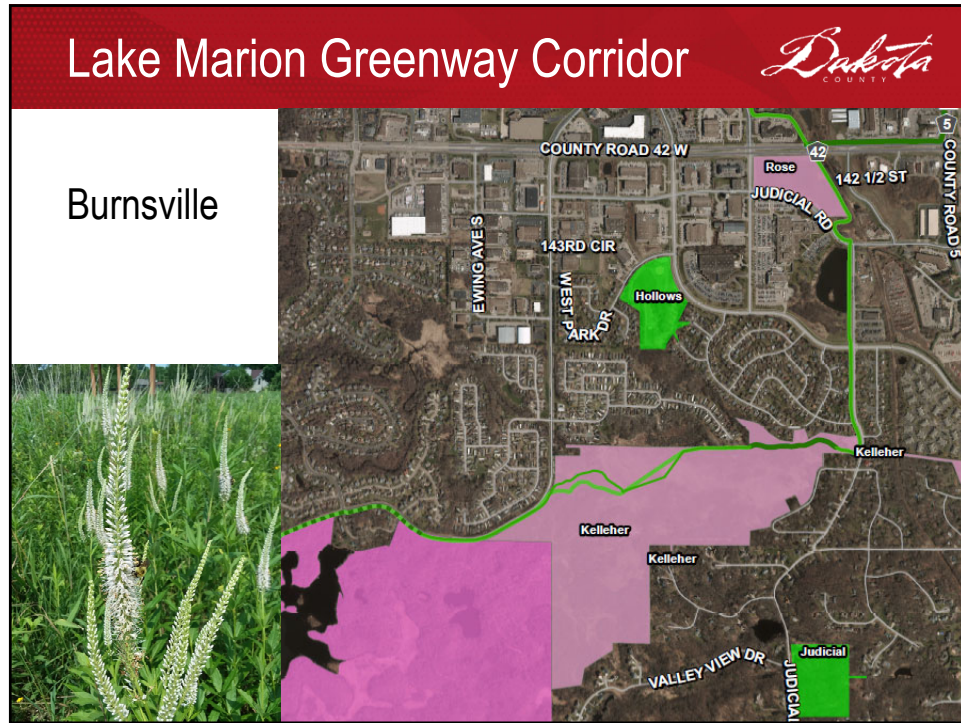 Lake Marion Greenway Corridor
Dakota
COUNTY
Burnsville
COUNTY ROAD 42 W
42
5
COUNTY ROAD 5
Rose
142 1/2 ST
JUDICIAL RD
EWING AVE S
143RD CIR
WEST PARK DR
Hollows
Kelleher
Kelleher
Kelleher
VALLEY VIEW DR
Judicial
JUDICIAL